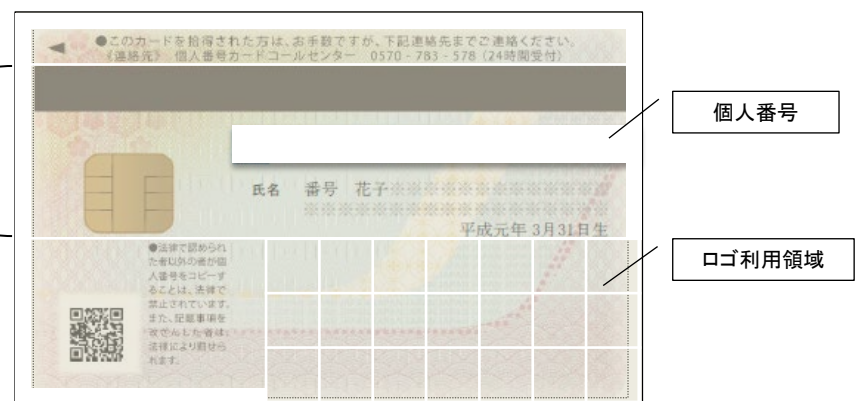 ●このカードを拾得された方は、お手数ですが、下記連絡先までご連絡ください。
《連絡先》 個人番号カードコールセンター 0570-783-578（24時間受付）
個人番号
氏名 番号 花子※※※※※※※※※※※※※
※※※※※※※※※※※※※※※※※※
平成元年 3月31日生
●法律で認められ
た者以外の者が個
人番号をコピーす
ることは、法律で
禁止されています。
また、記載事項を
改ざんした者は、
法律により罰せら
れます。
ロゴ利用領域